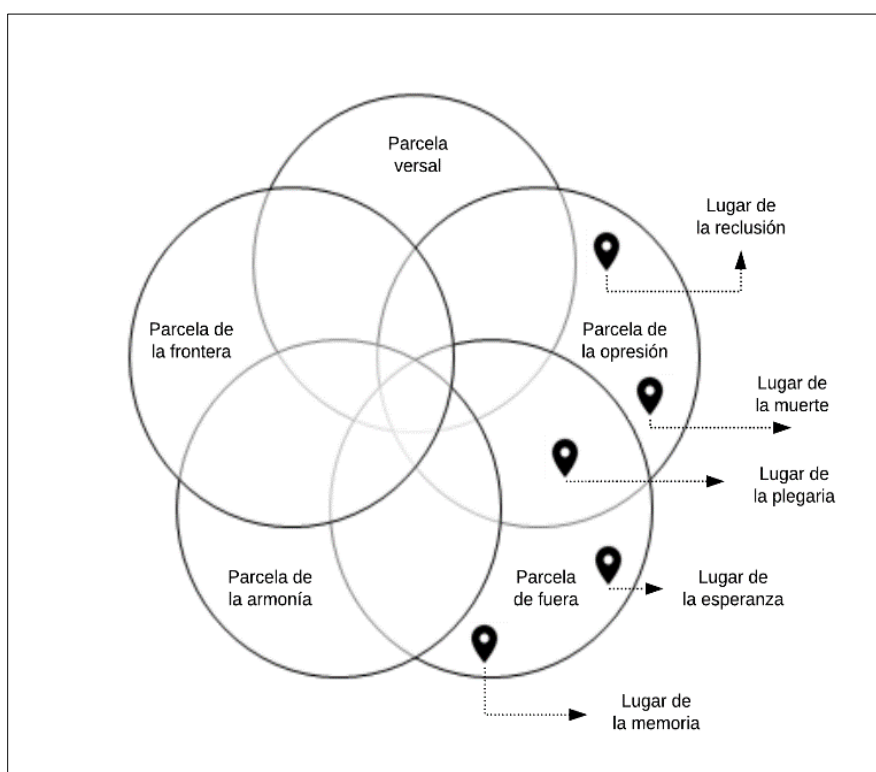 Parcela
versal
Lugar de
la reclusión
Parcela de
la frontera
Parcela de
la opresión
Lugar de
la muerte
Lugar de
la plegaria
Parcela de
la armonía
Parcela
de fuera
Lugar de
la esperanza
Lugar de
la memoria